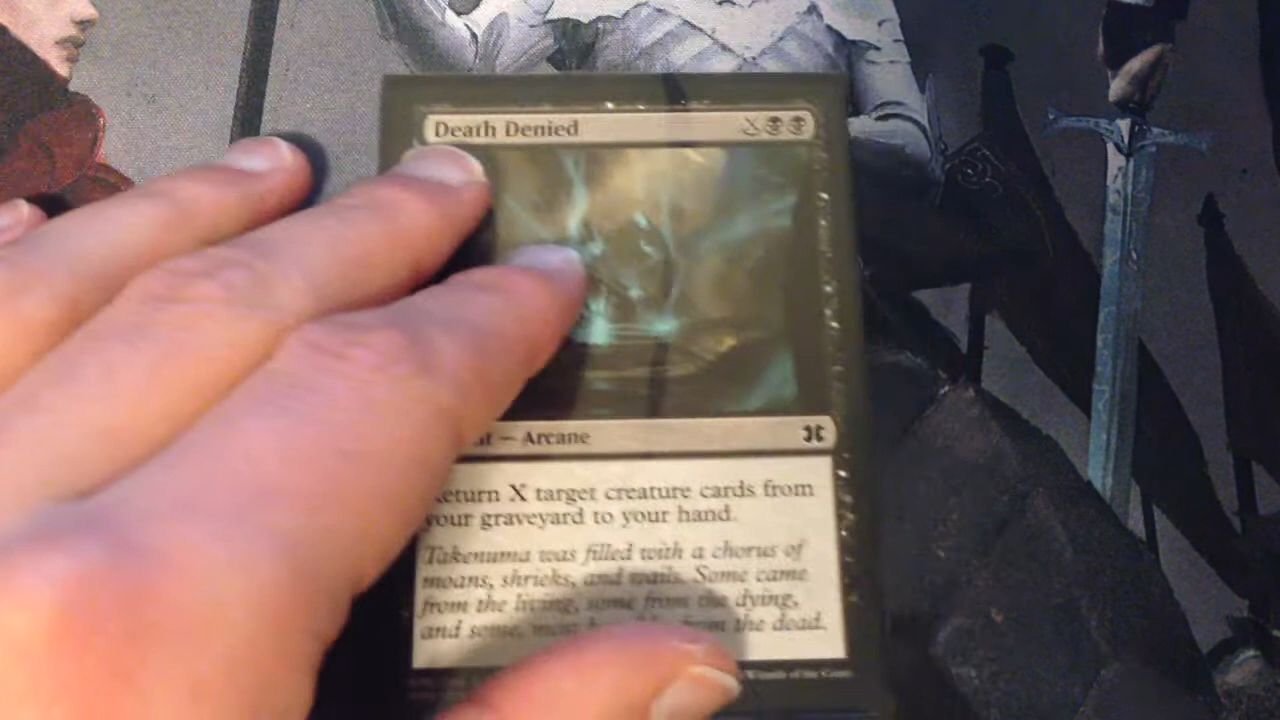 Death Denied X
Arcane
Return X target creature cards from
your graveyard to your hand.
Takenuma was filled with a chorus of
moans, shrieks, and wails. Some came
from the living, some from the dying,
and some, most from the dead.